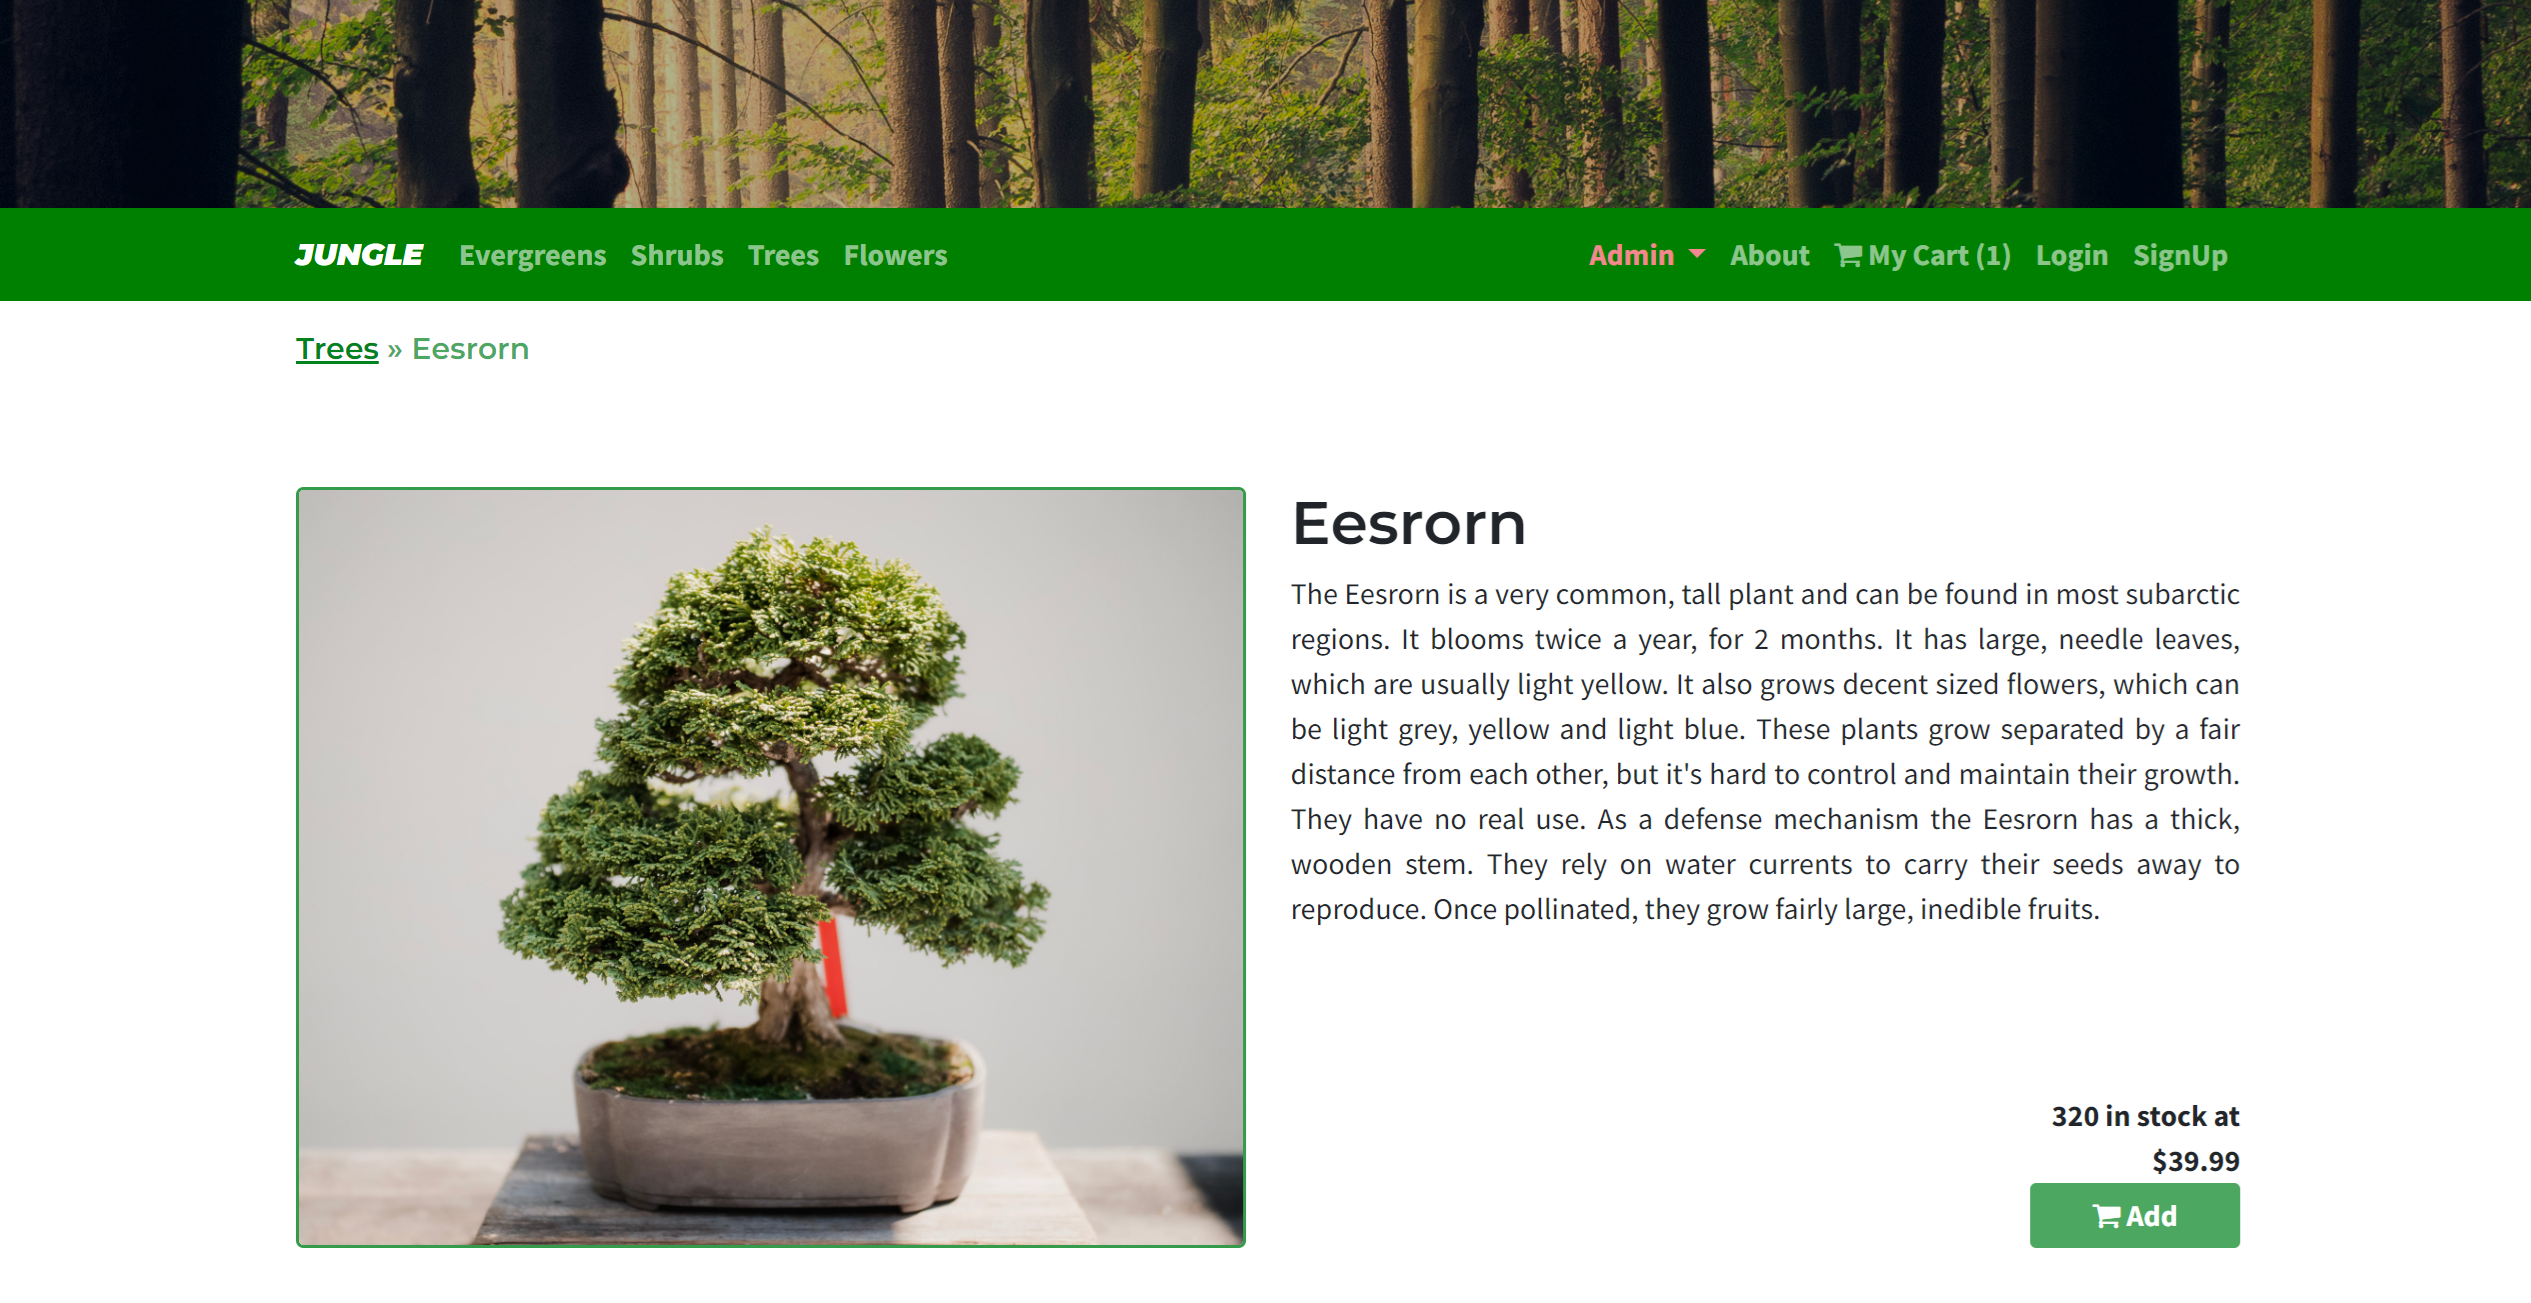 JUNGLE Evergreens Shrubs Trees Flowers Admin About My Cart (1) Login SignUp
Trees » Eesrorn
Eesrorn
The Eesrorn is a very common, tall plant and can be found in most subarctic
regions. It blooms twice a year, for 2 months. It has large, needle leaves,
which are usually light yellow. It also grows decent sized flowers, which can
be light grey, yellow and light blue. These plants grow separated by a fair
distance from each other, but it's hard to control and maintain their growth.
They have no real use. As a defense mechanism the Eesrorn has a thick,
wooden stem. They rely on water currents to carry their seeds away to
reproduce. Once pollinated, they grow fairly large, inedible fruits.
320 in stock at
$39.99
Add